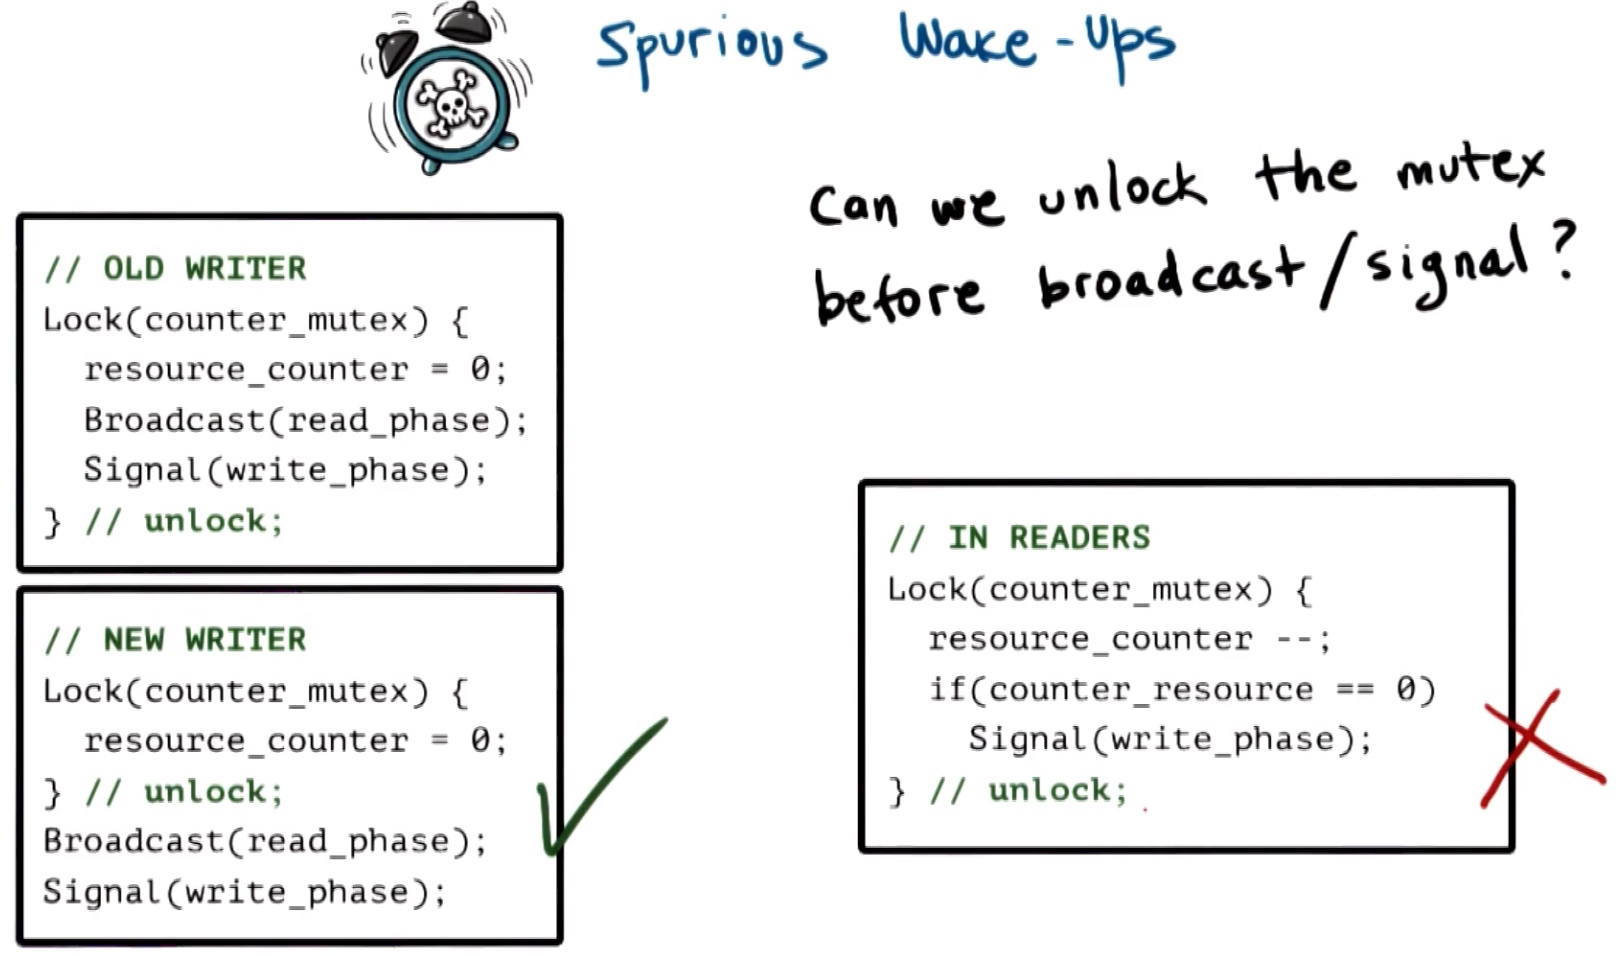 Spurious Wake-Ups
Can we unlock the mutex
before broadcast/signal?
// OLD WRITER
Lock(counter_mutex) {
  resource_counter = 0;
  Broadcast(read_phase);
  Signal(write_phase);
} // unlock;
// NEW WRITER
Lock(counter_mutex) {
  resource_counter = 0;
} // unlock;
Broadcast(read_phase);
Signal(write_phase);
// IN READERS
Lock(counter_mutex) {
  resource_counter --;
  if(counter_resource == 0)
    Signal(write_phase);
} // unlock;